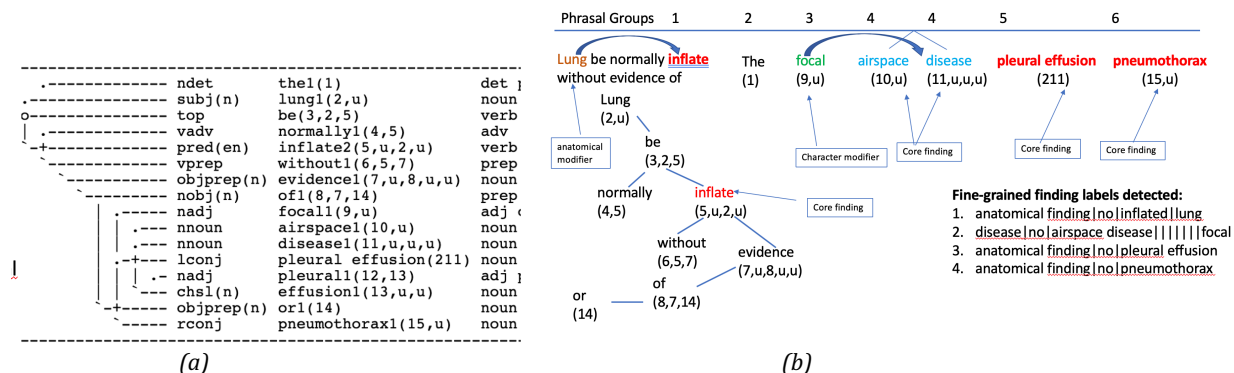 ndet the1(1) det
subj(n) lung1(2,u) noun
top be(3,2,5) verb
vadv normally1(4,5) adv
pred(en) inflate2(5,u,2,u) verb
vprep without1(6,5,7) prep
objprep(n) evidence1(7,u,8,u,u) noun
nobj(n) of1(8,7,14) prep
nadj focal1(9,u) adj
nnoun airspace1(10,u) noun
nnoun disease1(11,u,u,u) noun
lconj pleural effusion(211) noun
nadj pleural1(12,13) adj
chsl(n) effusion1(13,u,u) noun
objprep(n) or1(14) noun
rconj pneumothorax1(15,u) noun
(a)
Phrasal Groups 1 2 3 4 4 5 6
Lung be normally inflate The focal airspace disease pleural effusion pneumothorax
without evidence of (1) (9,u) (10,u) (11,u,u,u) (211) (15,u)
Lung
(2,u)
anatomical
modifier
be
(3,2,5)
Character modifier
Core finding
Core finding
Core finding
normally
(4,5)
inflate
(5,u,2,u)
Core finding
without
(6,5,7)
evidence
(7,u,8,u,u)
of
(8,7,14)
or
(14)
Fine-grained finding labels detected:
1. anatomical finding|no|inflated||lung
2. disease|no|airspace disease|||||||focal
3. anatomical finding|no|pleural effusion
4. anatomical finding|no|pneumothorax
(b)